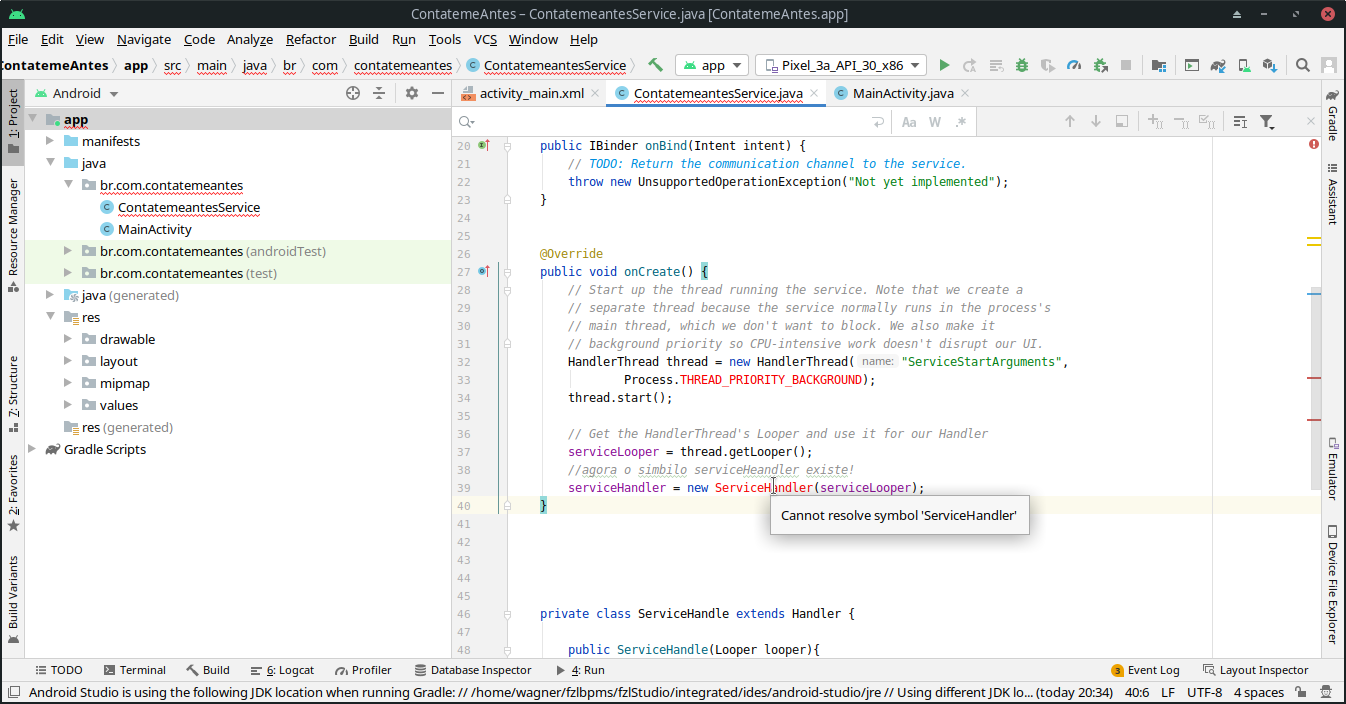 ContatemeAntes – ContatemeantesService.java [ContatemeAntes.app]
File Edit View Navigate Code Analyze Refactor Build Run Tools VCS Window Help
ContatemeAntes app src main java br com contatemeantes C ContatemeantesService app Pixel_3a_API_30_x86
1: Project
Resource Manager
7: Structure
2: Favorites
Build Variants
Android
app
manifests
java
br.com.contatemeantes
C ContatemeantesService
C MainActivity
br.com.contatemeantes (androidTest)
br.com.contatemeantes (test)
java (generated)
res
drawable
layout
mipmap
values
res (generated)
Gradle Scripts
activity_main.xml C ContatemeantesService.java C MainActivity.java
Aa W .*
20 public IBinder onBind(Intent intent) {
21 // TODO: Return the communication channel to the service.
22 throw new UnsupportedOperationException("Not yet implemented");
23 }
24
25
26 @Override
27 public void onCreate() {
28 // Start up the thread running the service. Note that we create a
29 // separate thread because the service normally runs in the process's
30 // main thread, which we don't want to block. We also make it
31 // background priority so CPU-intensive work doesn't disrupt our UI.
32 HandlerThread thread = new HandlerThread( name: "ServiceStartArguments",
33 Process.THREAD_PRIORITY_BACKGROUND);
34 thread.start();
35
36 // Get the HandlerThread's Looper and use it for our Handler
37 serviceLooper = thread.getLooper();
38 //agora o simbilo serviceHeandler existe!
39 serviceHandler = new ServiceHandler(serviceLooper);
40 }
Cannot resolve symbol 'ServiceHandler'
41
42
43
44
45
46 private class ServiceHandle extends Handler {
47
48 public ServiceHandle(Looper looper){
Gradle
Assistant
Emulator
Device File Explorer
TODO Terminal Build 6: Logcat Profiler Database Inspector 4: Run 3 Event Log Layout Inspector
Android Studio is using the following JDK location when running Gradle: // /home/wagner/fzlbpms/fzlStudio/integrated/ides/android-studio/jre // Using different JDK lo... (today 20:34) 40:6 LF UTF-8 4 spaces